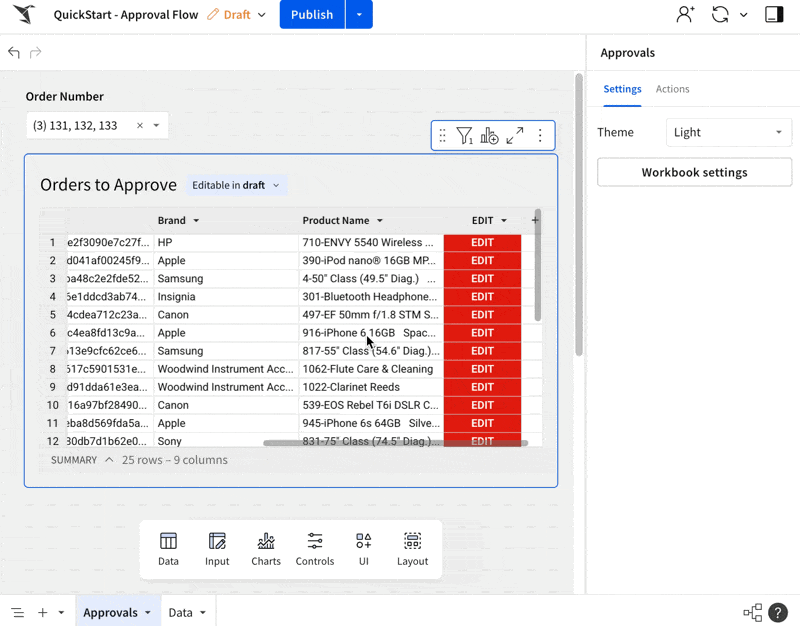 QuickStart - Approval Flow Draft Publish
Approvals
Settings Actions
Theme Light
Workbook settings
Order Number
(3) 131, 132, 133
1
Orders to Approve Editable in draft
Brand Product Name EDIT
1 e2f3090e7c27f... HP 710-ENVY 5540 Wireless ... EDIT
2 d041af00245f9... Apple 390-iPod nano® 16GB MP... EDIT
3 ba48c2e2fde52... Samsung 4-50" Class (49.5" Diag.) ... EDIT
4 6e1ddcd3ab74... Insignia 301-Bluetooth Headphone... EDIT
5 4cdea712c23a... Canon 497-EF 50mm f/1.8 STM S... EDIT
6 c4ea8fd13c9a... Apple 916-iPhone 6 16GB Spac... EDIT
7 613e9cfc62ce6... Samsung 817-55" Class (54.6" Diag.)... EDIT
8 617c5901531e... Woodwind Instrument Acc... 1062-Flute Care & Cleaning EDIT
9 d91dda61e3ea... Woodwind Instrument Acc... 1022-Clarinet Reeds EDIT
10 16a97bf28490... Canon 539-EOS Rebel T6i DSLR C... EDIT
11 eba8d569fda5a... Apple 945-iPhone 6s 64GB Silve... EDIT
12 80db7d1b62e0... Sony 831-75" Class (74.5" Diag.)... EDIT
SUMMARY 25 rows – 9 columns
Data Input Charts Controls UI Layout
Approvals Data